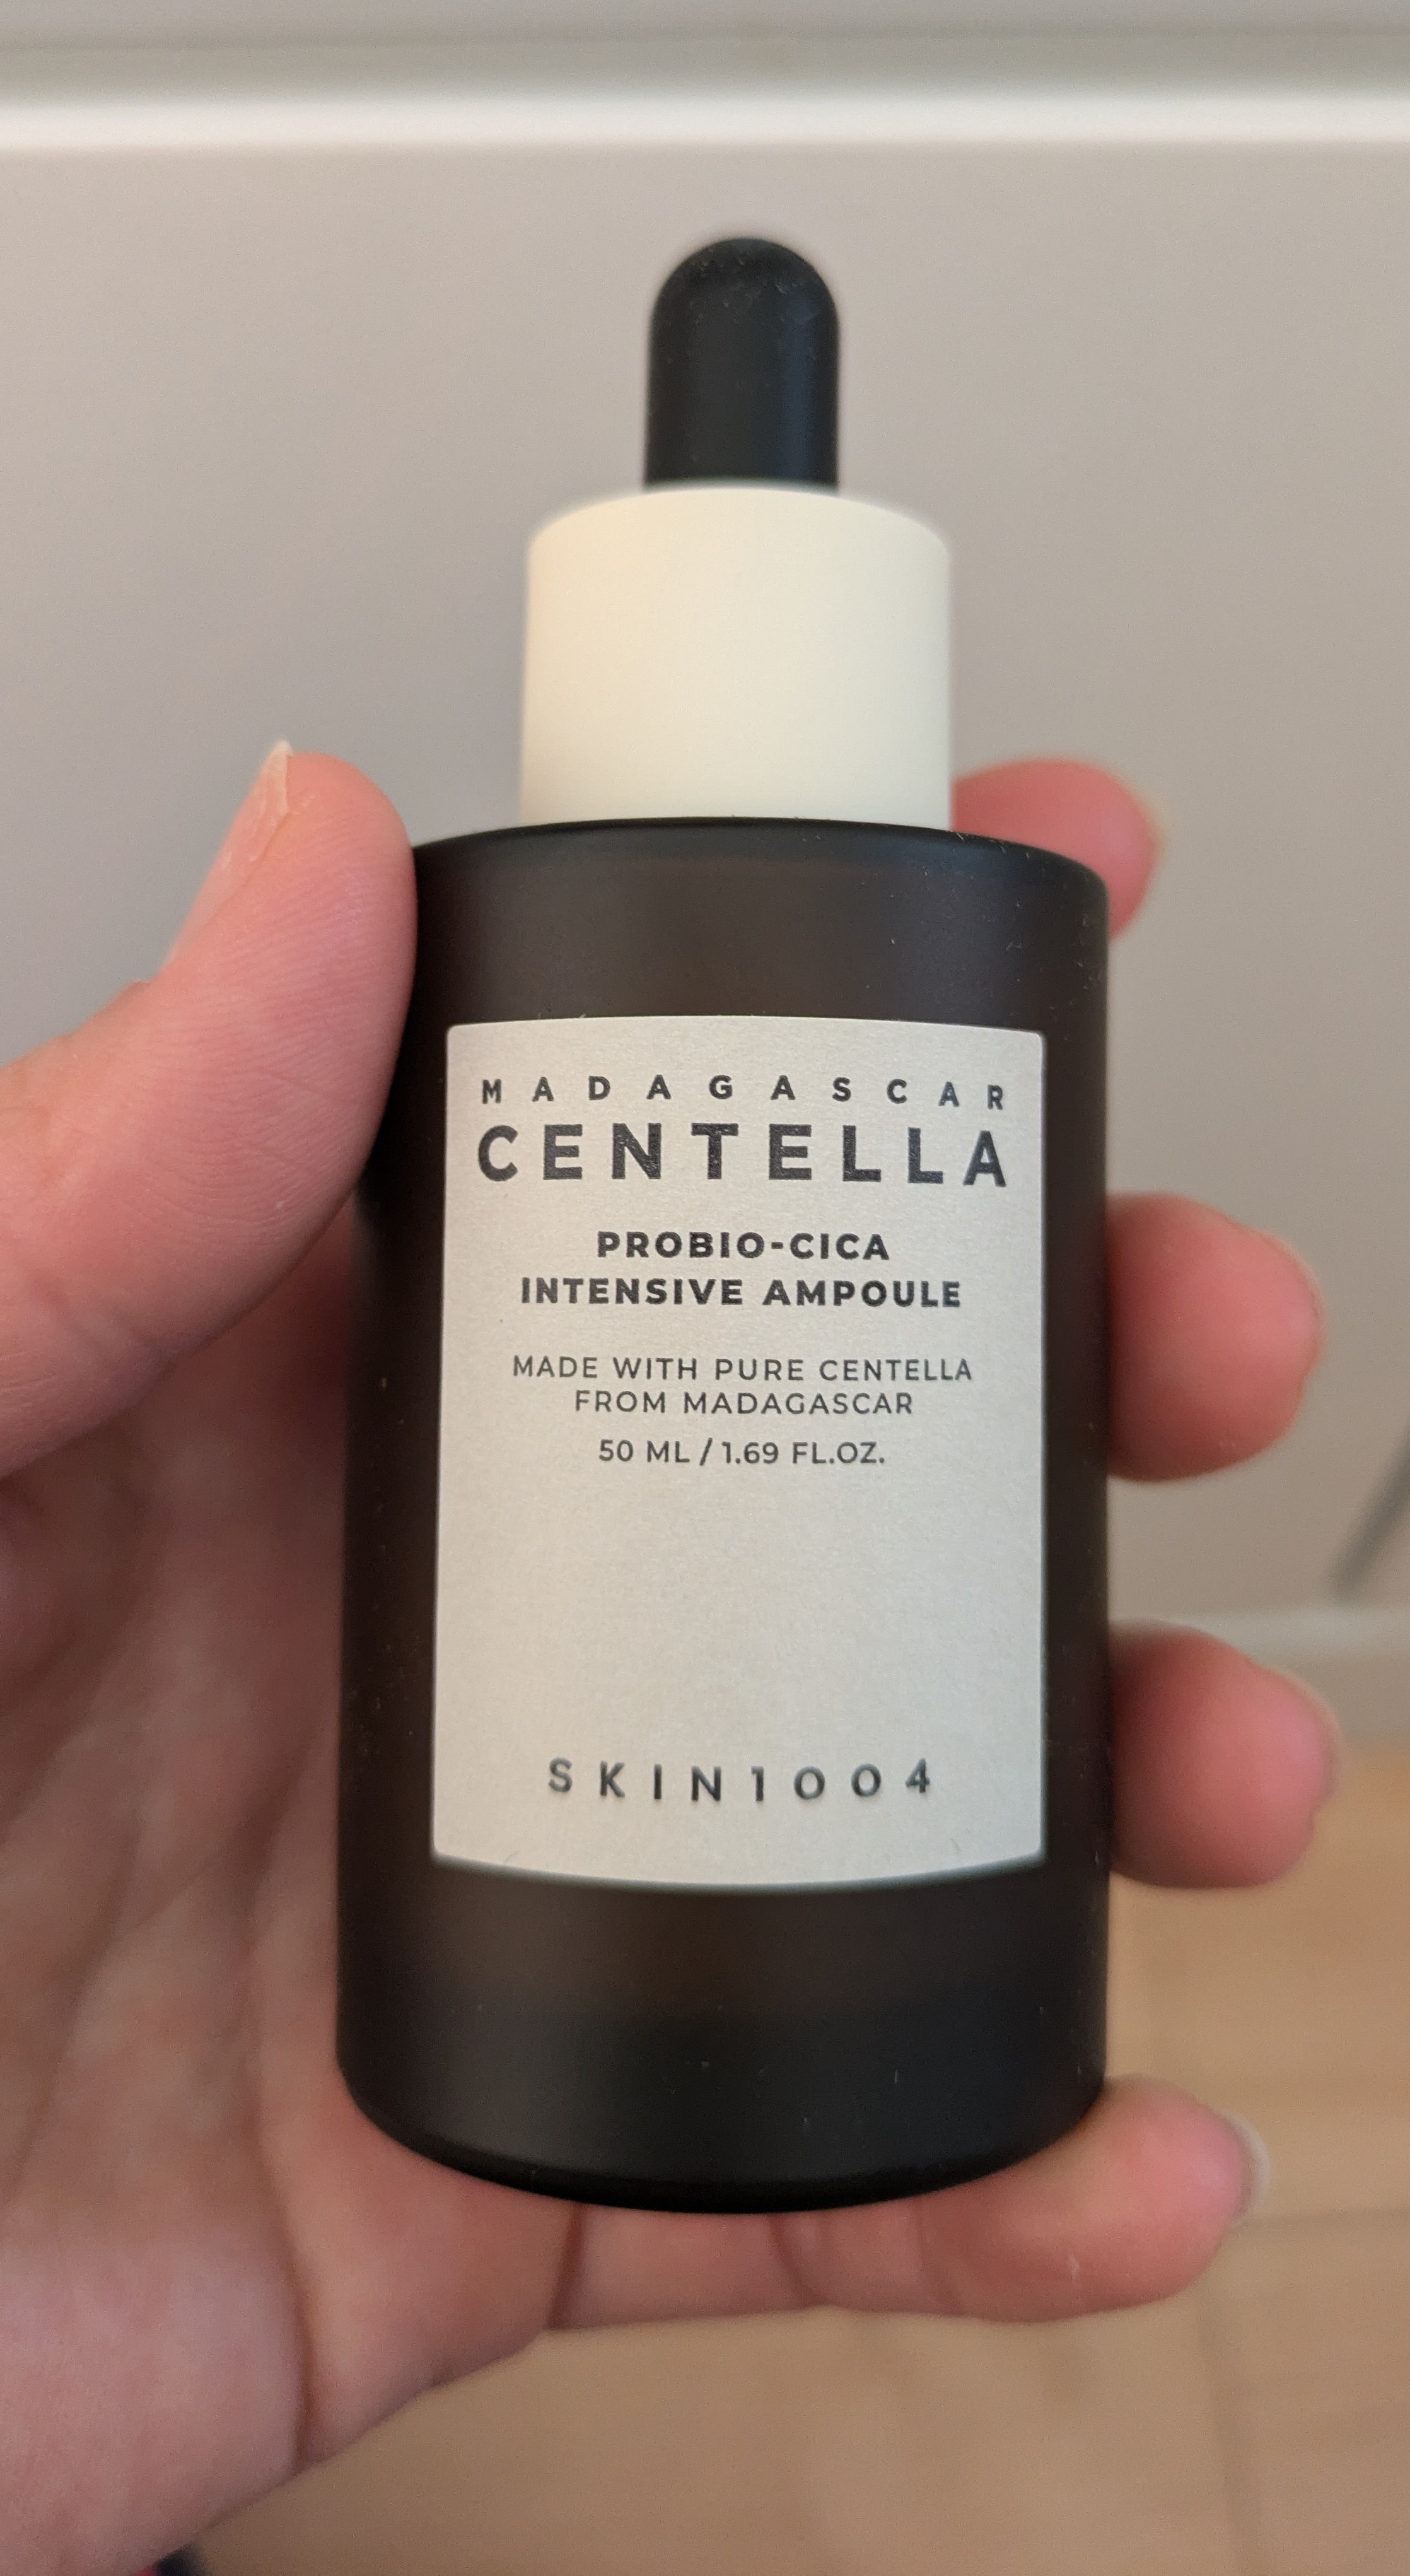 MADAGASCAR
CENTELLA
PROBIO-CICA
INTENSIVE AMPOULE
MADE WITH PURE CENTELLA
FROM MADAGASCAR
50 ML / 1.69 FL.OZ.
SKIN1004